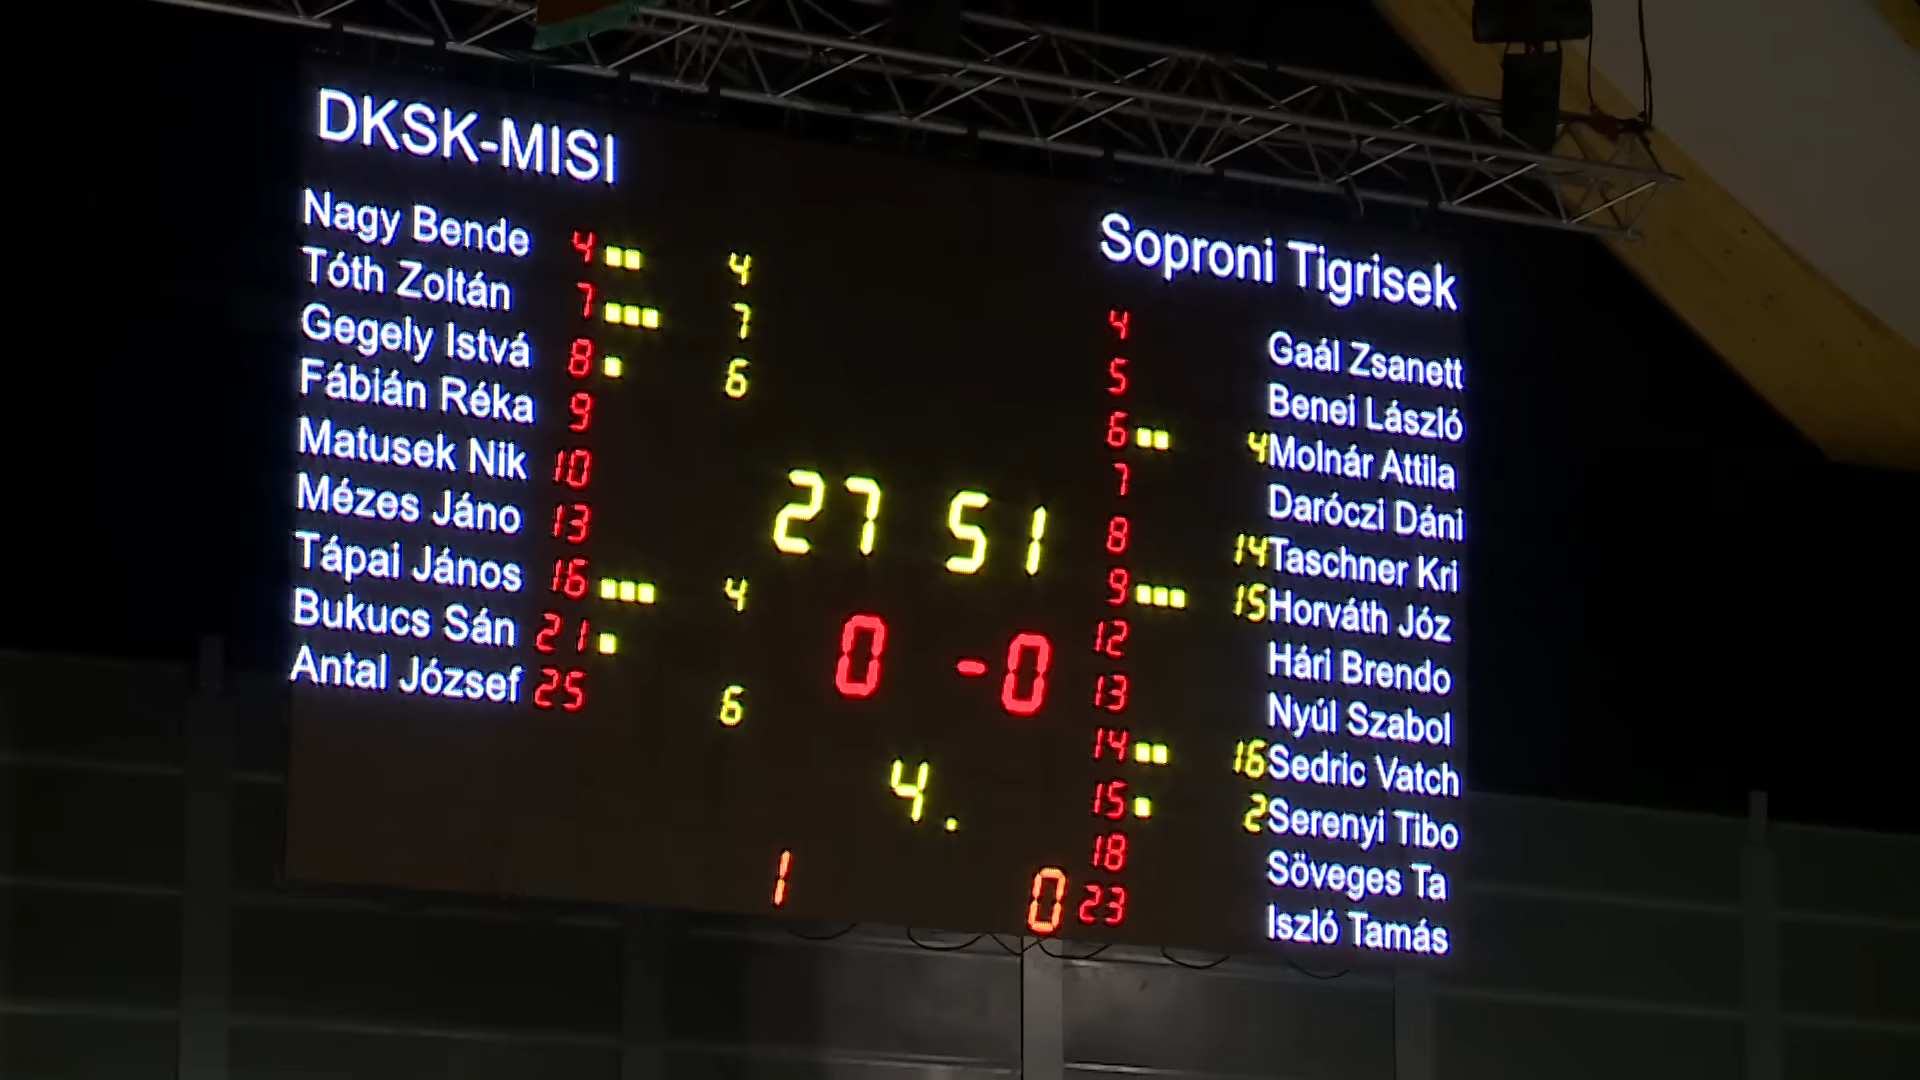 DKSK-MISI
Nagy Bende 4 4
Tóth Zoltán 7 7
Gegely Istvá 8 6
Fábián Réka 9
Matusek Nik 10
Mézes Jáno 13
Tápai János 16 4
Bukucs Sán 21
Antal József 25 6
27 51
0 -0
4.
1 0
Soproni Tigrisek
4 Gaál Zsanett
5 Benei László
6 4 Molnár Attila
7 Daróczi Dáni
8 14 Taschner Kri
9 15 Horváth Józ
12 Hári Brendo
13 Nyúl Szabol
14 16 Sedric Vatch
15 2 Serenyi Tibo
18 Söveges Ta
23 Iszló Tamás